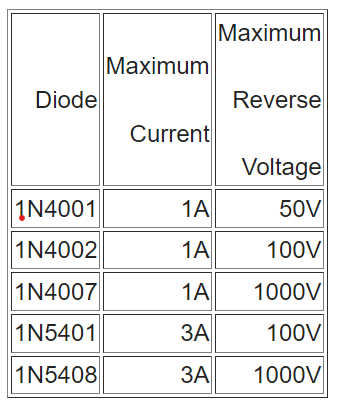 Diode Maximum Current Maximum Reverse Voltage
1N4001 1A 50V
1N4002 1A 100V
1N4007 1A 1000V
1N5401 3A 100V
1N5408 3A 1000V